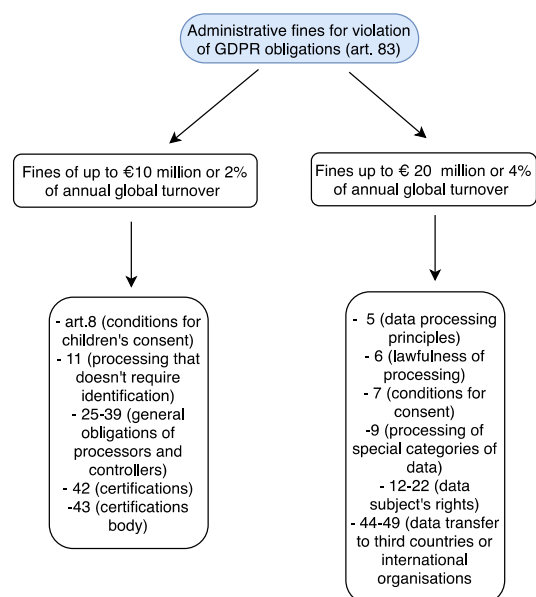 Administrative fines for violation
of GDPR obligations (art. 83)
Fines of up to €10 million or 2%
of annual global turnover
Fines up to € 20 million or 4%
of annual global turnover
- art.8 (conditions for
children's consent)
- 11 (processing that
doesn't require
identification)
- 25-39 (general
obligations of
processors and
controllers)
- 42 (certifications)
-43 (certifications
body)
- 5 (data processing
principles)
- 6 (lawfulness of
processing)
- 7 (conditions for
consent)
-9 (processing of
special categories of
data)
- 12-22 (data
subject's rights)
- 44-49 (data transfer
to third countries or
international
organisations